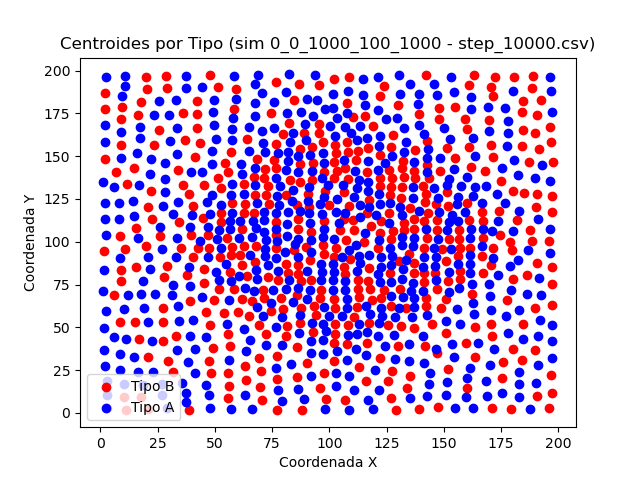 Centroides por Tipo (sim 0_0_1000_100_1000 - step_10000.csv)
Coordenada Y
200
175
150
125
100
75
50
25
0
Tipo B
Tipo A
0 25 50 75 100 125 150 175 200
Coordenada X